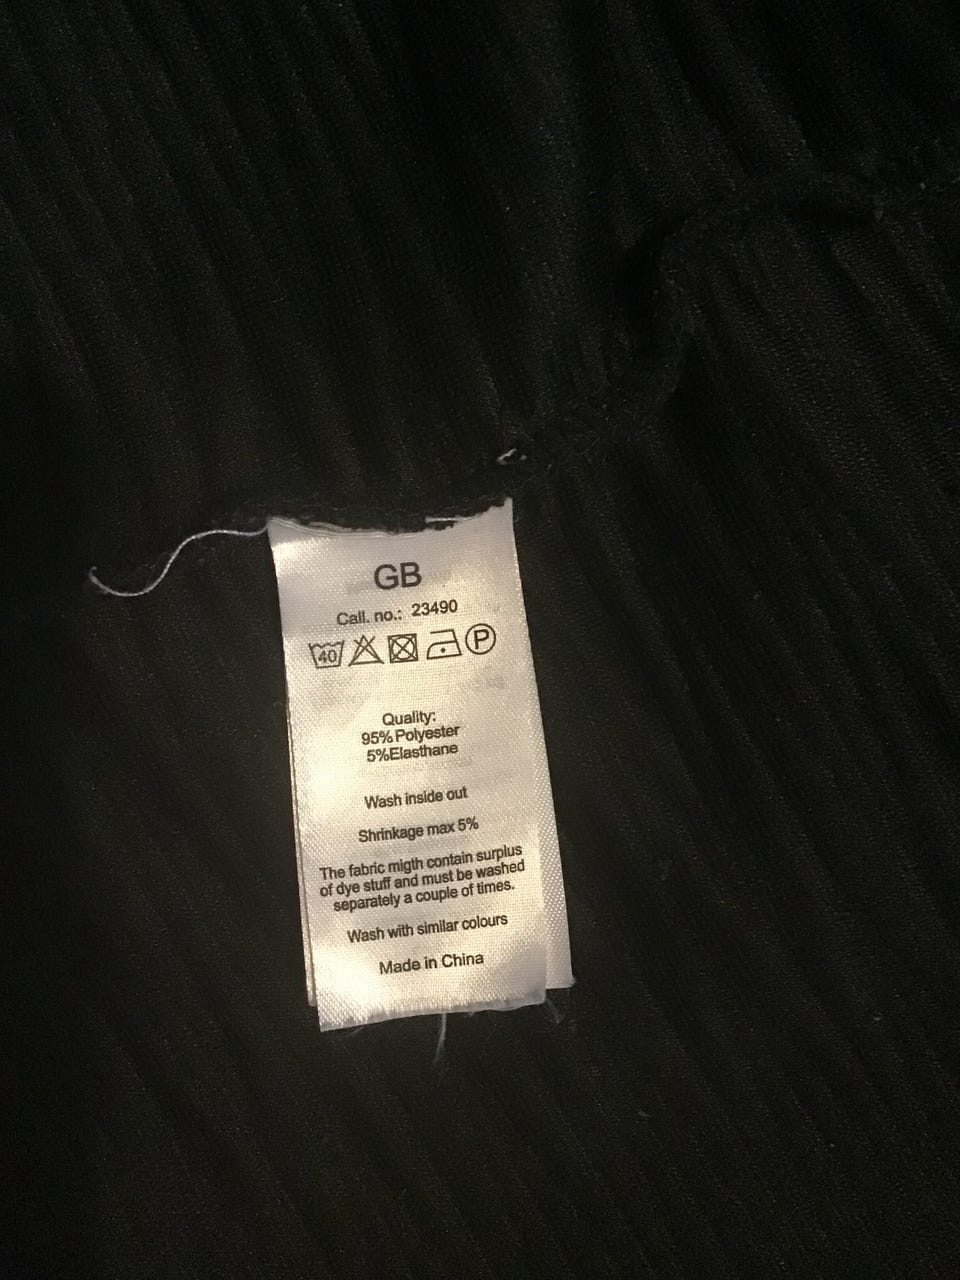 GB
Call. no.: 23490
40 P
Quality:
95% Polyester
5%Elasthane
Wash inside out
Shrinkage max 5%
The fabric migth contain surplus
of dye stuff and must be washed
separately a couple of times.
Wash with similar colours
Made in China